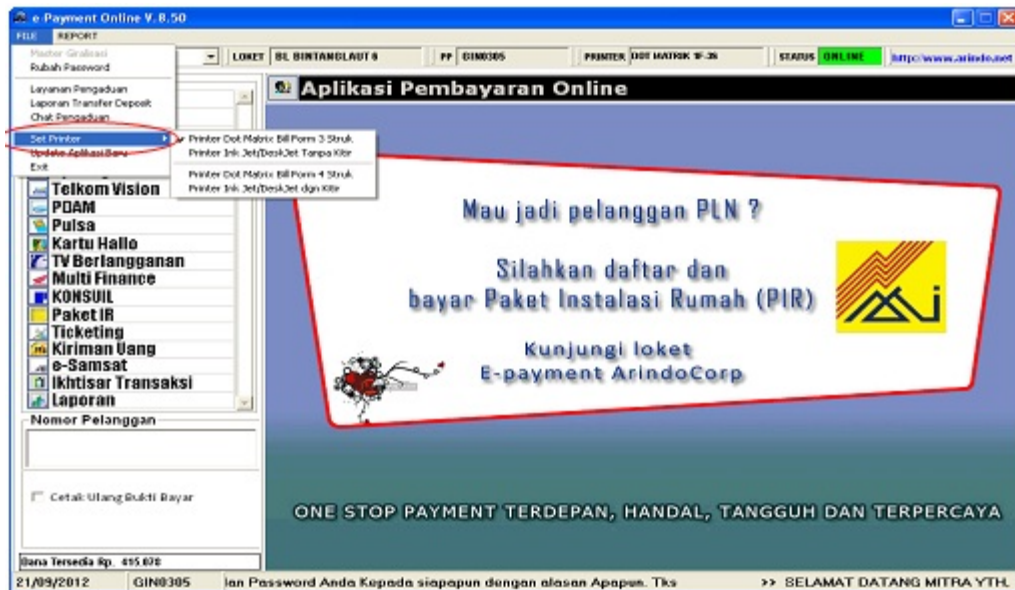 e-Payment Online V. 8.50
FILE REPORT
Rubah Password
Layanan Pengaduan
Laporan Transfer Deposit
Chat Pengaduan
Set Printer
Update Aplikasi Baru
Exit
Printer Dot Matrix Bill Form 3 Struk
Printer Ink Jet/DeskJet Tanpa Kitir
Printer Dot Matrix Bill Form 4 Struk
Printer Ink Jet/DeskJet dgn Kitir
LOKET BL BINTANGLAUT 6 PP GIN0305 PRINTER DOT MATRIK 1F-3S STATUS ONLINE http://www.arindo.net
Aplikasi Pembayaran Online
Telkom Vision
PDAM
Pulsa
Kartu Hallo
TV Berlangganan
Multi Finance
KONSUIL
Paket IR
Ticketing
Kiriman Uang
e-Samsat
Ikhtisar Transaksi
Laporan
Nomor Pelanggan
Cetak Ulang Bukti Bayar
Dana Tersedia Rp. 415,078
Mau jadi pelanggan PLN ?
Silahkan daftar dan
bayar Paket Instalasi Rumah (PIR)
Kunjungi loket
E-payment ArindoCorp
ONE STOP PAYMENT TERDEPAN, HANDAL, TANGGUH DAN TERPERCAYA
21/09/2012 GIN0305 ian Password Anda Kepada siapapun dengan alasan Apapun. Tks >> SELAMAT DATANG MITRA YTH.